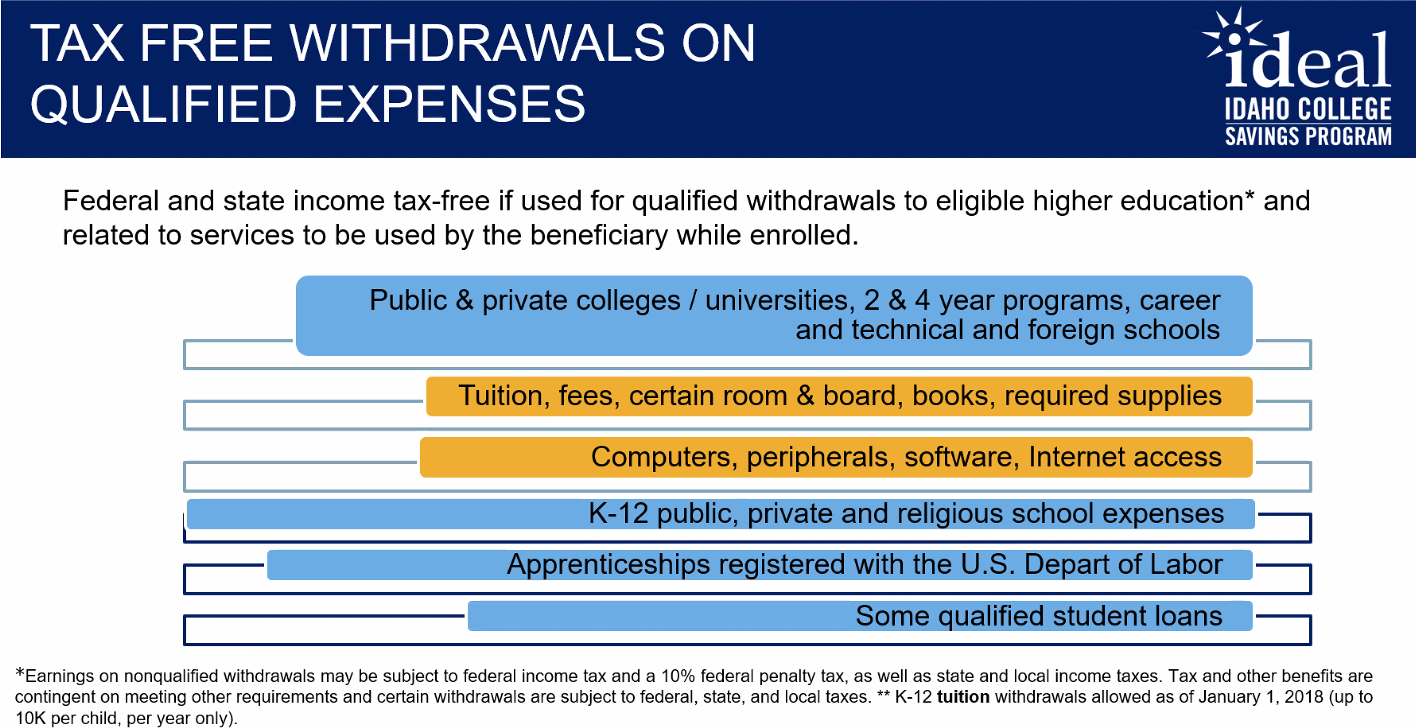 TAX FREE WITHDRAWALS ON
QUALIFIED EXPENSES
ideal
IDAHO COLLEGE
SAVINGS PROGRAM
Federal and state income tax-free if used for qualified withdrawals to eligible higher education* and
related to services to be used by the beneficiary while enrolled.
Public & private colleges / universities, 2 & 4 year programs, career
and technical and foreign schools
Tuition, fees, certain room & board, books, required supplies
Computers, peripherals, software, Internet access
K-12 public, private and religious school expenses
Apprenticeships registered with the U.S. Depart of Labor
Some qualified student loans
*Earnings on nonqualified withdrawals may be subject to federal income tax and a 10% federal penalty tax, as well as state and local income taxes. Tax and other benefits are
contingent on meeting other requirements and certain withdrawals are subject to federal, state, and local taxes. ** K-12 tuition withdrawals allowed as of January 1, 2018 (up to
10K per child, per year only).